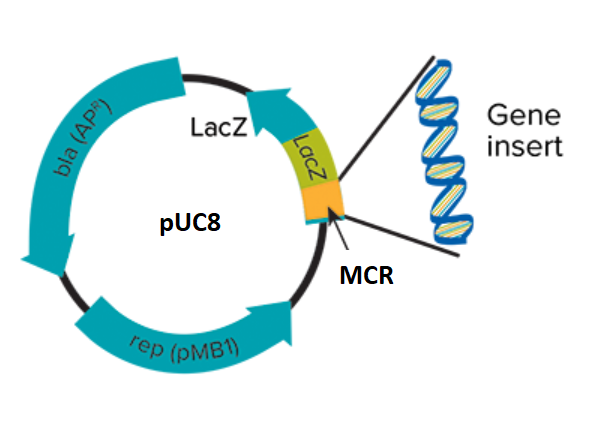 bla (APᴿ)
LacZ
LacZ
Gene
insert
pUC8
MCR
rep (pMB1)